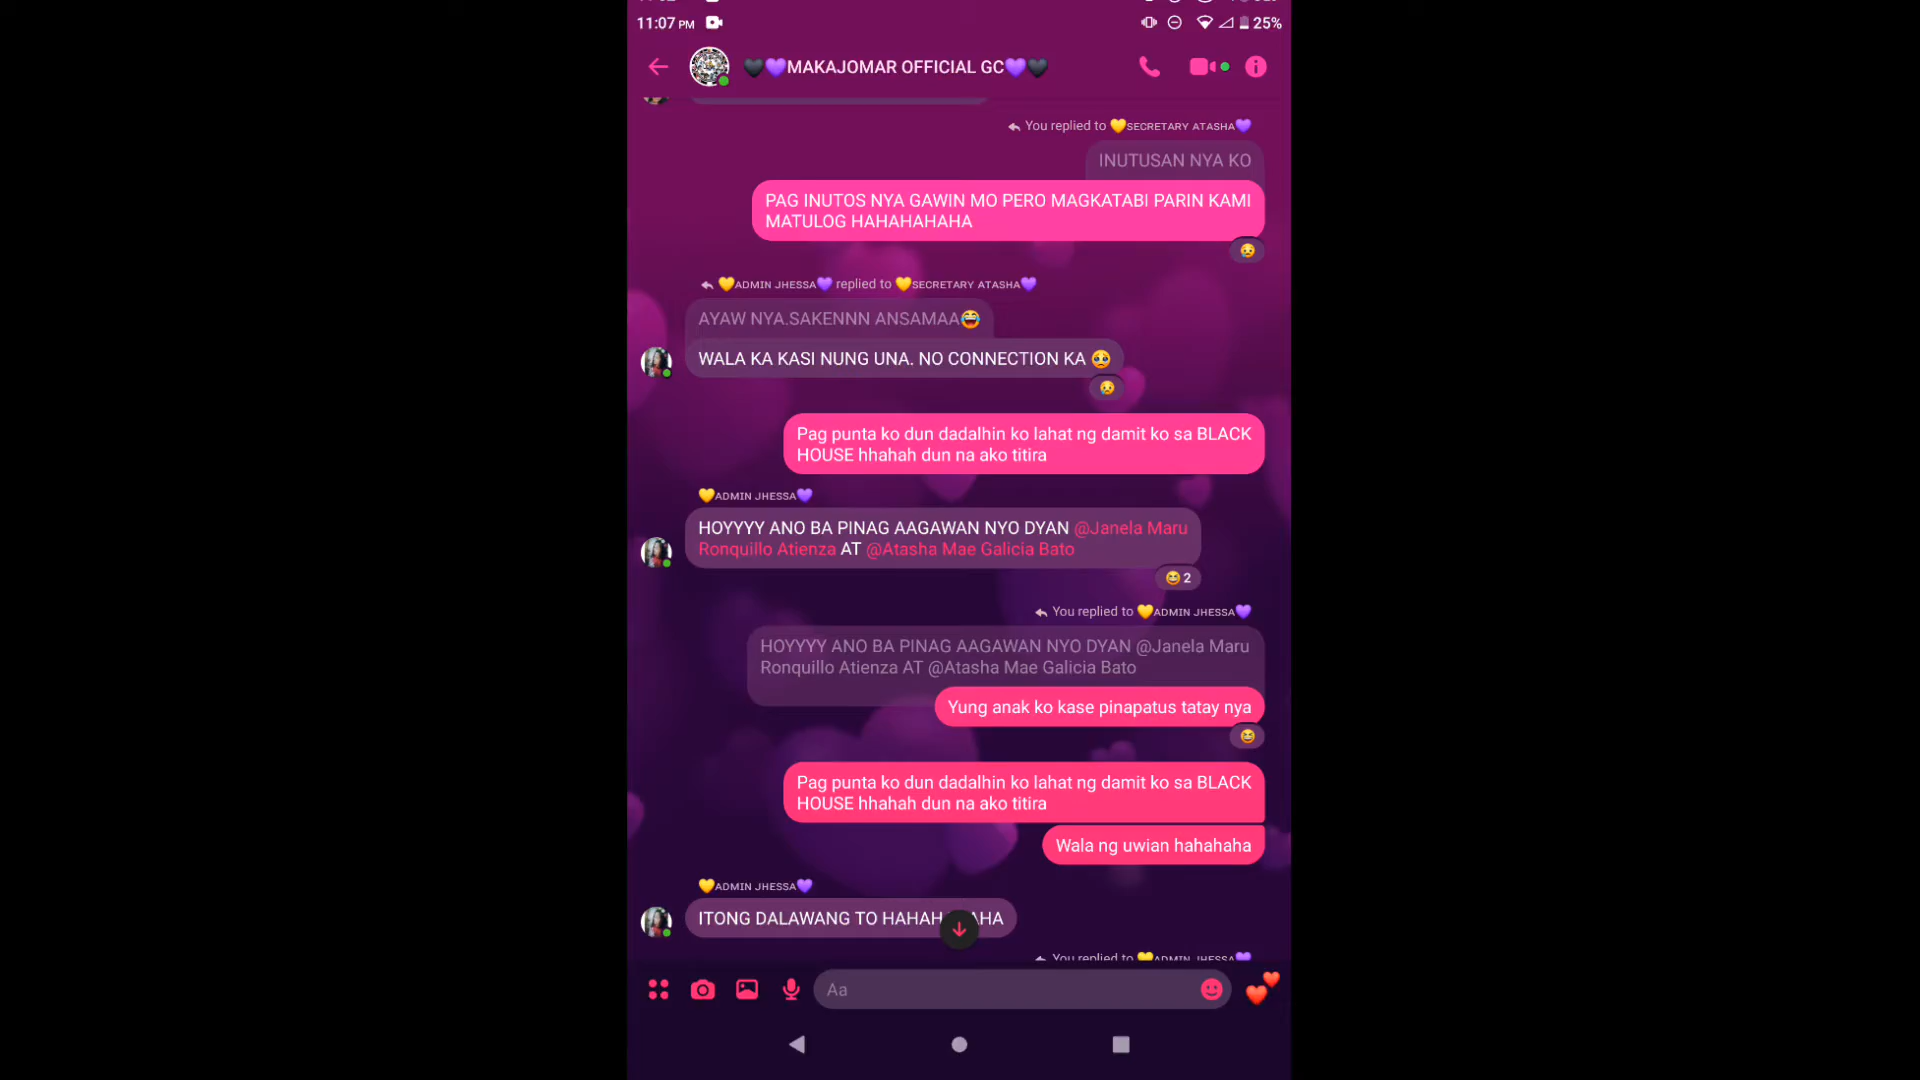 11:07 PM
25%
🖤💜MAKAJOMAR OFFICIAL GC💜🖤
You replied to 💛SECRETARY ATASHA💜
INUTUSAN NYA KO
PAG INUTOS NYA GAWIN MO PERO MAGKATABI PARIN KAMI
MATULOG HAHAHAHAHA
💛ADMIN JHESSA💜 replied to 💛SECRETARY ATASHA💜
AYAW NYA.SAKENNN ANSAMAA😂
WALA KA KASI NUNG UNA. NO CONNECTION KA 🥺
Pag punta ko dun dadalhin ko lahat ng damit ko sa BLACK
HOUSE hhahah dun na ako titira
💛ADMIN JHESSA💜
HOYYYY ANO BA PINAG AAGAWAN NYO DYAN @Janela Maru
Ronquillo Atienza AT @Atasha Mae Galicia Bato
😆 2
You replied to 💛ADMIN JHESSA💜
HOYYYY ANO BA PINAG AAGAWAN NYO DYAN @Janela Maru
Ronquillo Atienza AT @Atasha Mae Galicia Bato
Yung anak ko kase pinapatus tatay nya
Pag punta ko dun dadalhin ko lahat ng damit ko sa BLACK
HOUSE hhahah dun na ako titira
Wala ng uwian hahahaha
💛ADMIN JHESSA💜
ITONG DALAWANG TO
You replied to 💛ADMIN JHESSA💜
Aa